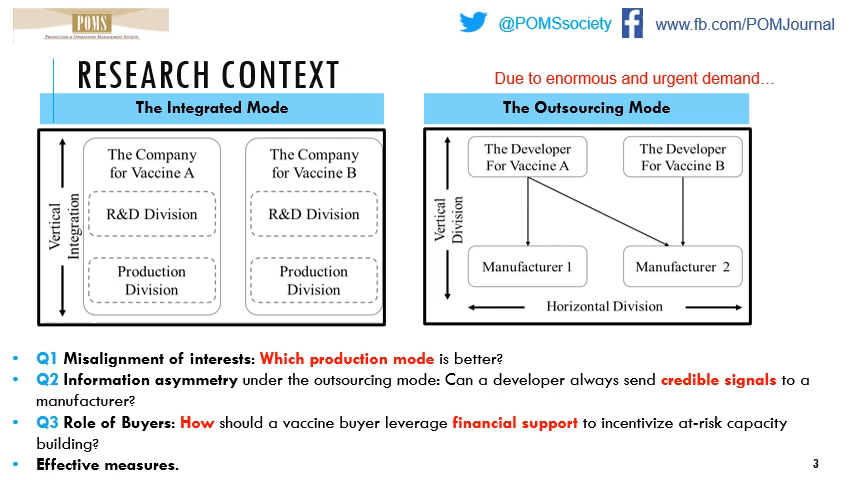 POMS
PRODUCTION & OPERATIONS MANAGEMENT SOCIETY
@POMSsociety
www.fb.com/POMJournal
RESEARCH CONTEXT
Due to enormous and urgent demand…
The Integrated Mode
Vertical
Integration
The Company
for Vaccine A
R&D Division
Production
Division
The Company
for Vaccine B
R&D Division
Production
Division
The Outsourcing Mode
Vertical
Division
The Developer
For Vaccine A
The Developer
For Vaccine B
Manufacturer 1
Manufacturer 2
Horizontal Division
• Q1 Misalignment of interests: Which production mode is better?
• Q2 Information asymmetry under the outsourcing mode: Can a developer always send credible signals to a
manufacturer?
• Q3 Role of Buyers: How should a vaccine buyer leverage financial support to incentivize at-risk capacity
building?
• Effective measures.
3